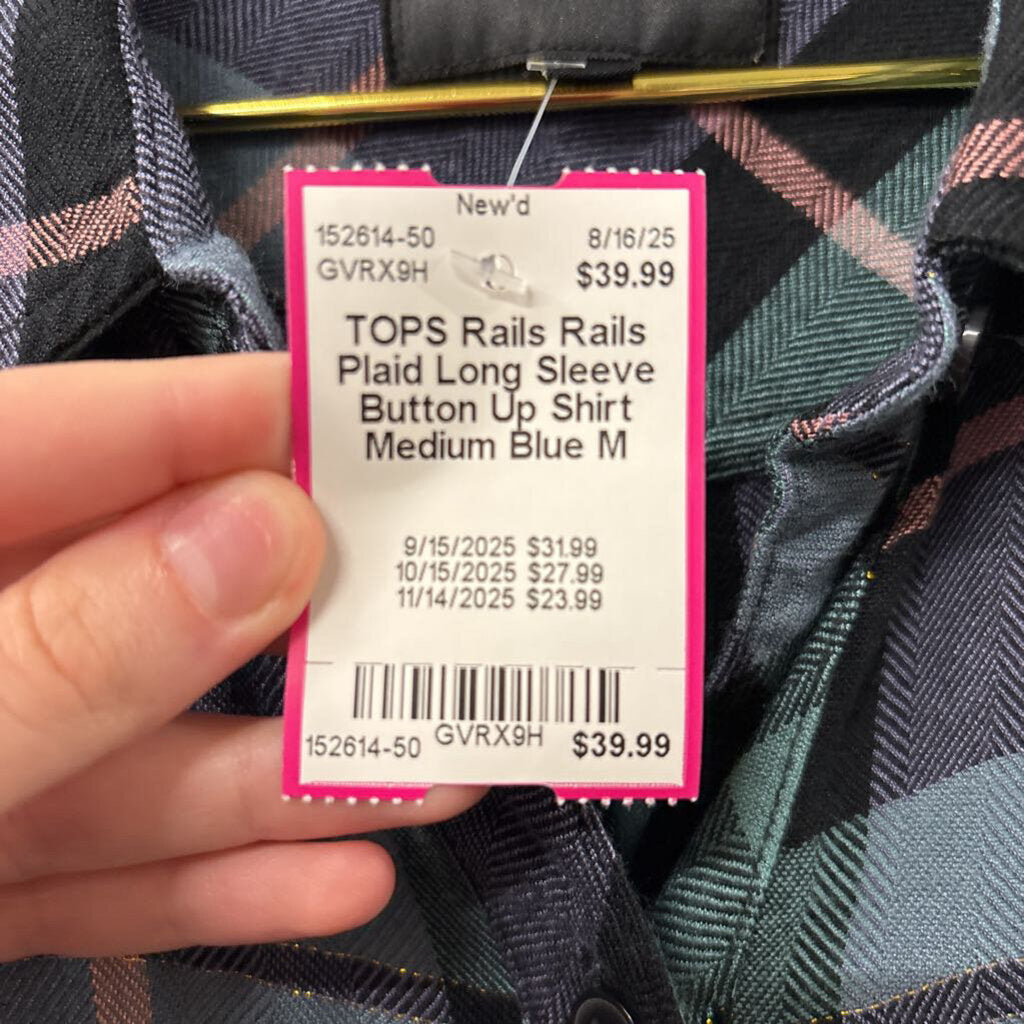 New'd
152614-50 8/16/25
GVRX9H $39.99
TOPS Rails Rails
Plaid Long Sleeve
Button Up Shirt
Medium Blue M
9/15/2025 $31.99
10/15/2025 $27.99
11/14/2025 $23.99
152614-50 GVRX9H $39.99